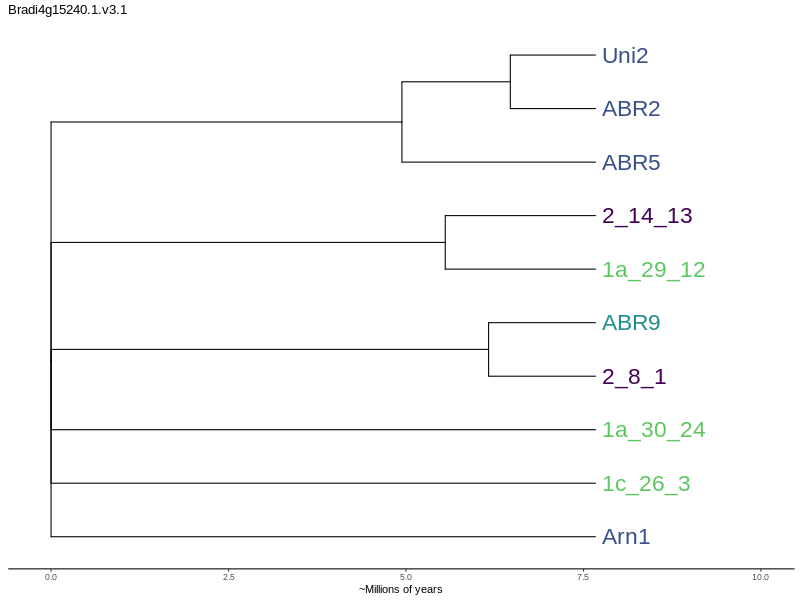 Bradi4g15240.1.v3.1
Uni2
ABR2
ABR5
2_14_13
1a_29_12
ABR9
2_8_1
1a_30_24
1c_26_3
Arn1
0.0 2.5 5.0 7.5 10.0
~Millions of years